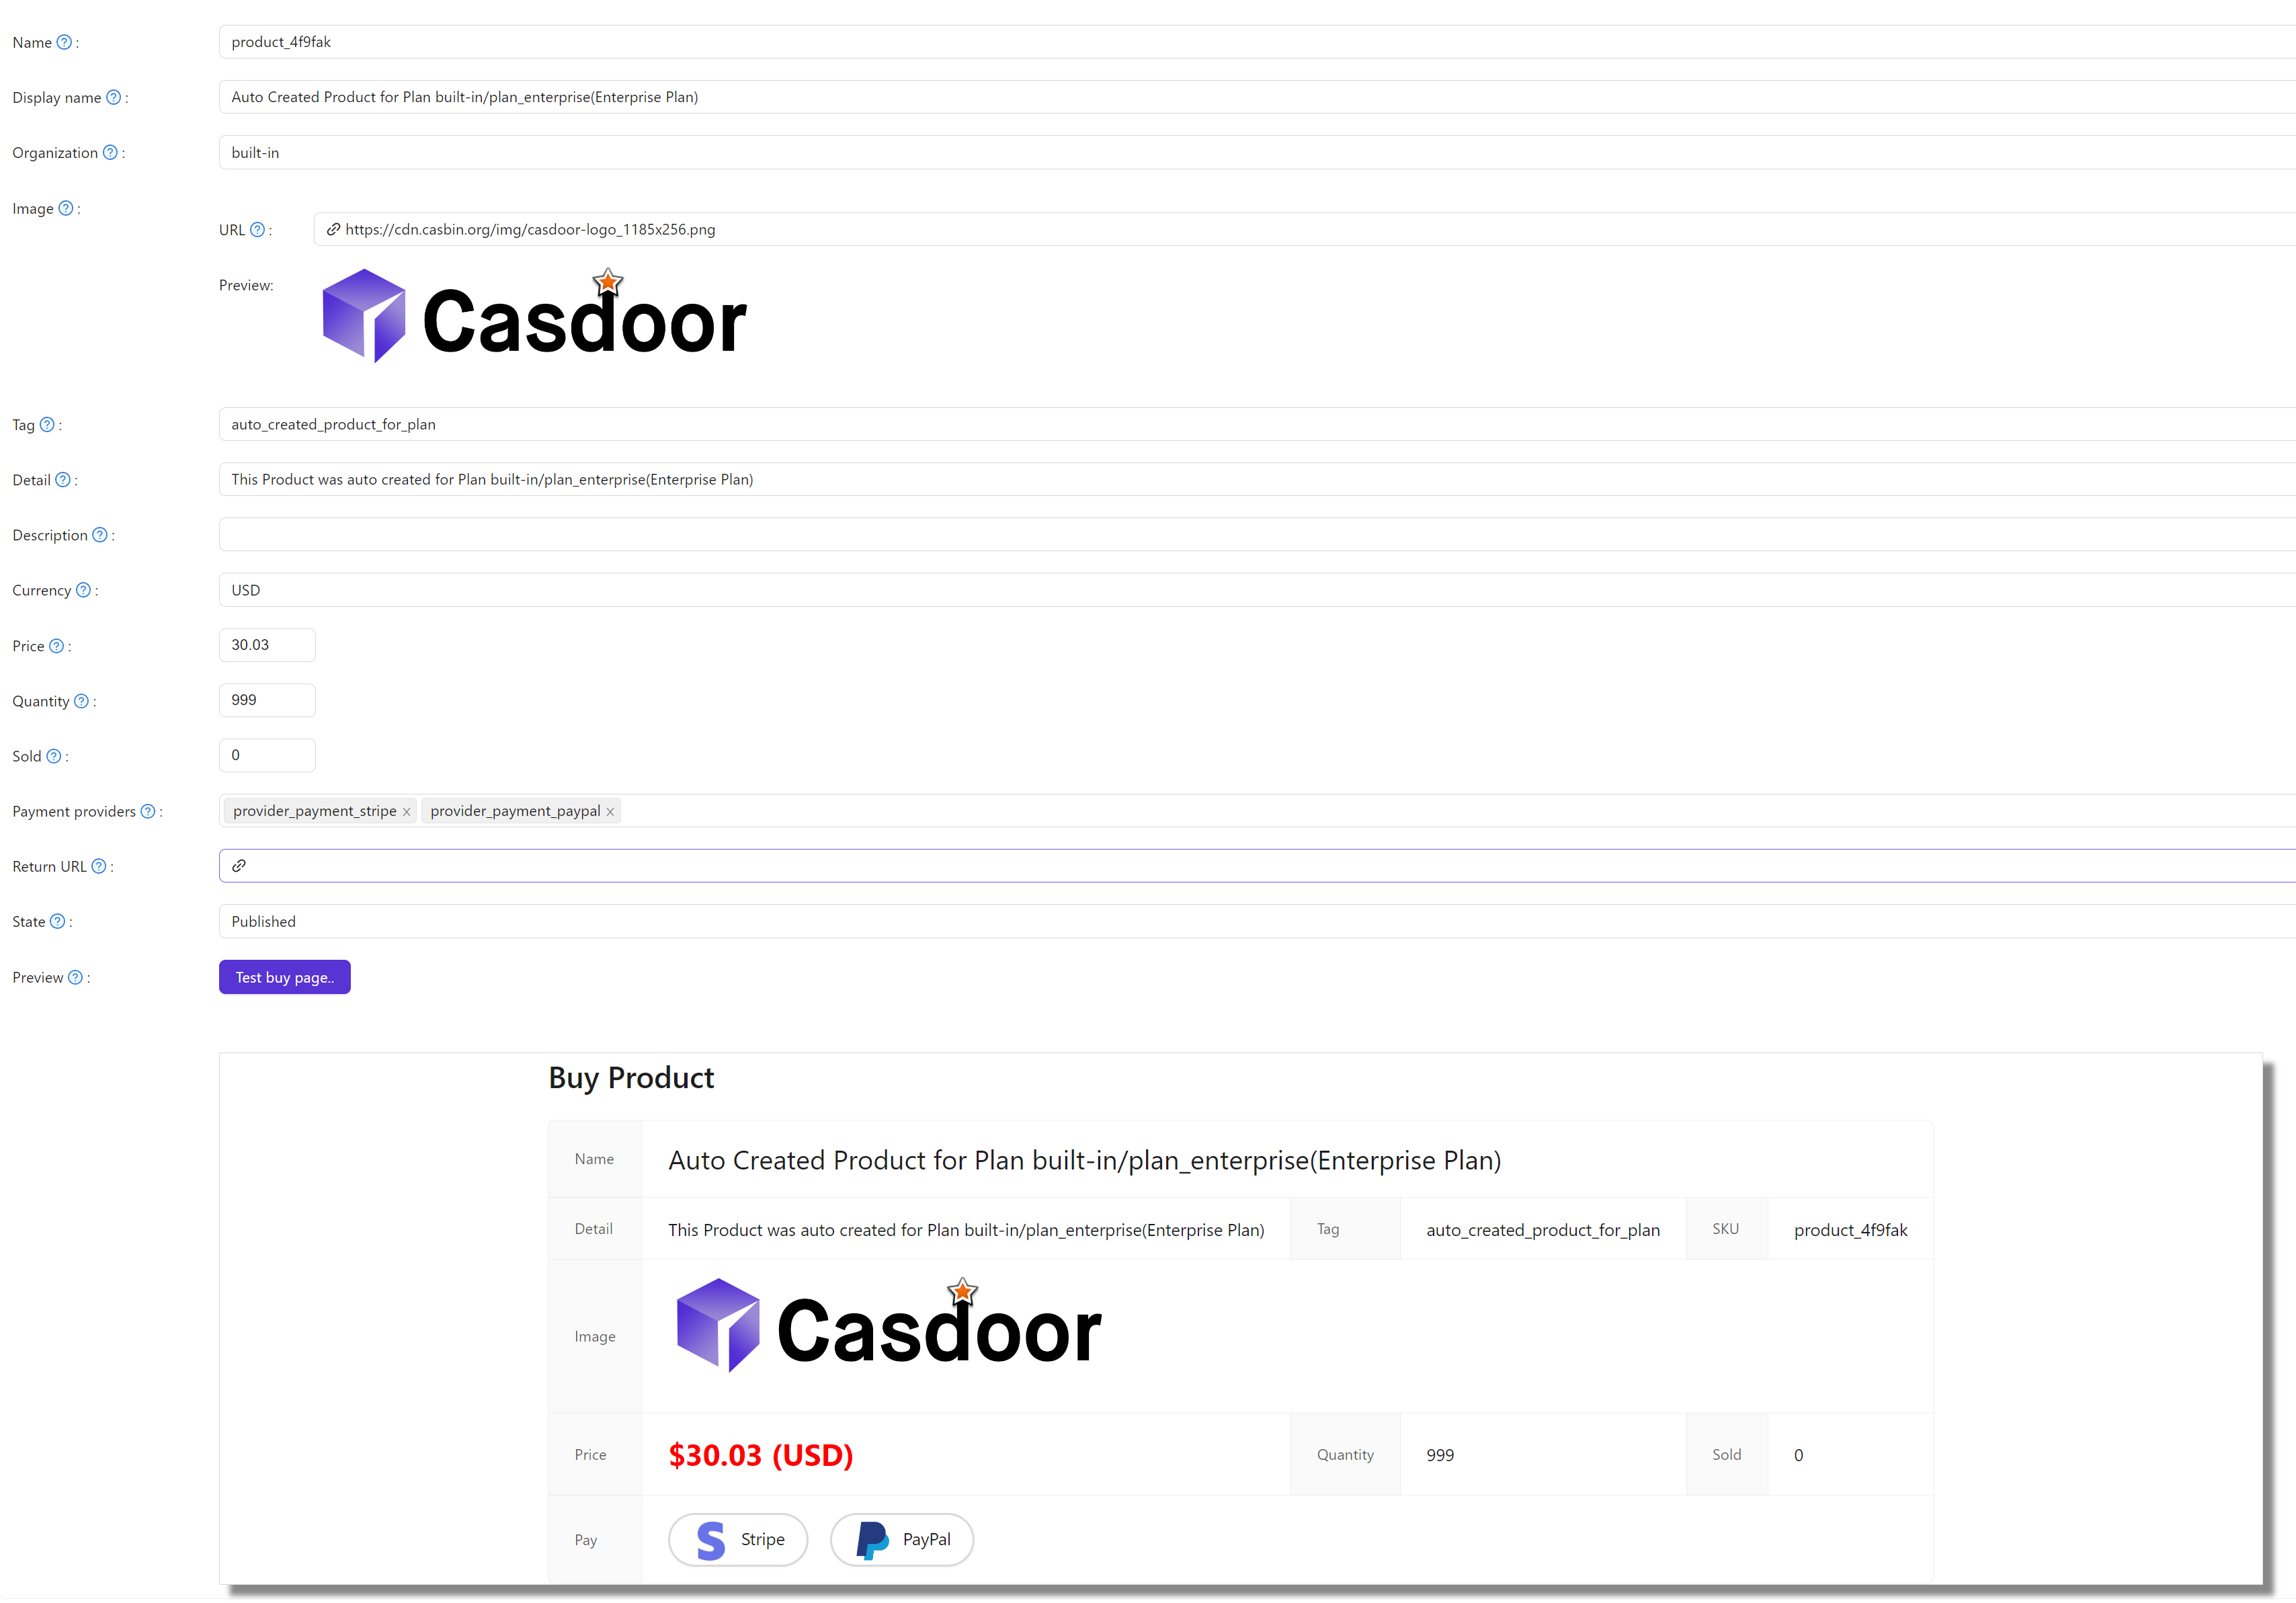 Name ? : product_4f9fak
Display name ? : Auto Created Product for Plan built-in/plan_enterprise(Enterprise Plan)
Organization ? : built-in
Image ? :
URL ? : https://cdn.casbin.org/img/casdoor-logo_1185x256.png
Preview:
Casdoor
Tag ? : auto_created_product_for_plan
Detail ? : This Product was auto created for Plan built-in/plan_enterprise(Enterprise Plan)
Description ? :
Currency ? : USD
Price ? : 30.03
Quantity ? : 999
Sold ? : 0
Payment providers ? : provider_payment_stripe x provider_payment_paypal x
Return URL ? :
State ? : Published
Preview ? : Test buy page..
Buy Product
Name Auto Created Product for Plan built-in/plan_enterprise(Enterprise Plan)
Detail This Product was auto created for Plan built-in/plan_enterprise(Enterprise Plan) Tag auto_created_product_for_plan SKU product_4f9fak
Image Casdoor
Price $30.03 (USD) Quantity 999 Sold 0
Pay Stripe PayPal